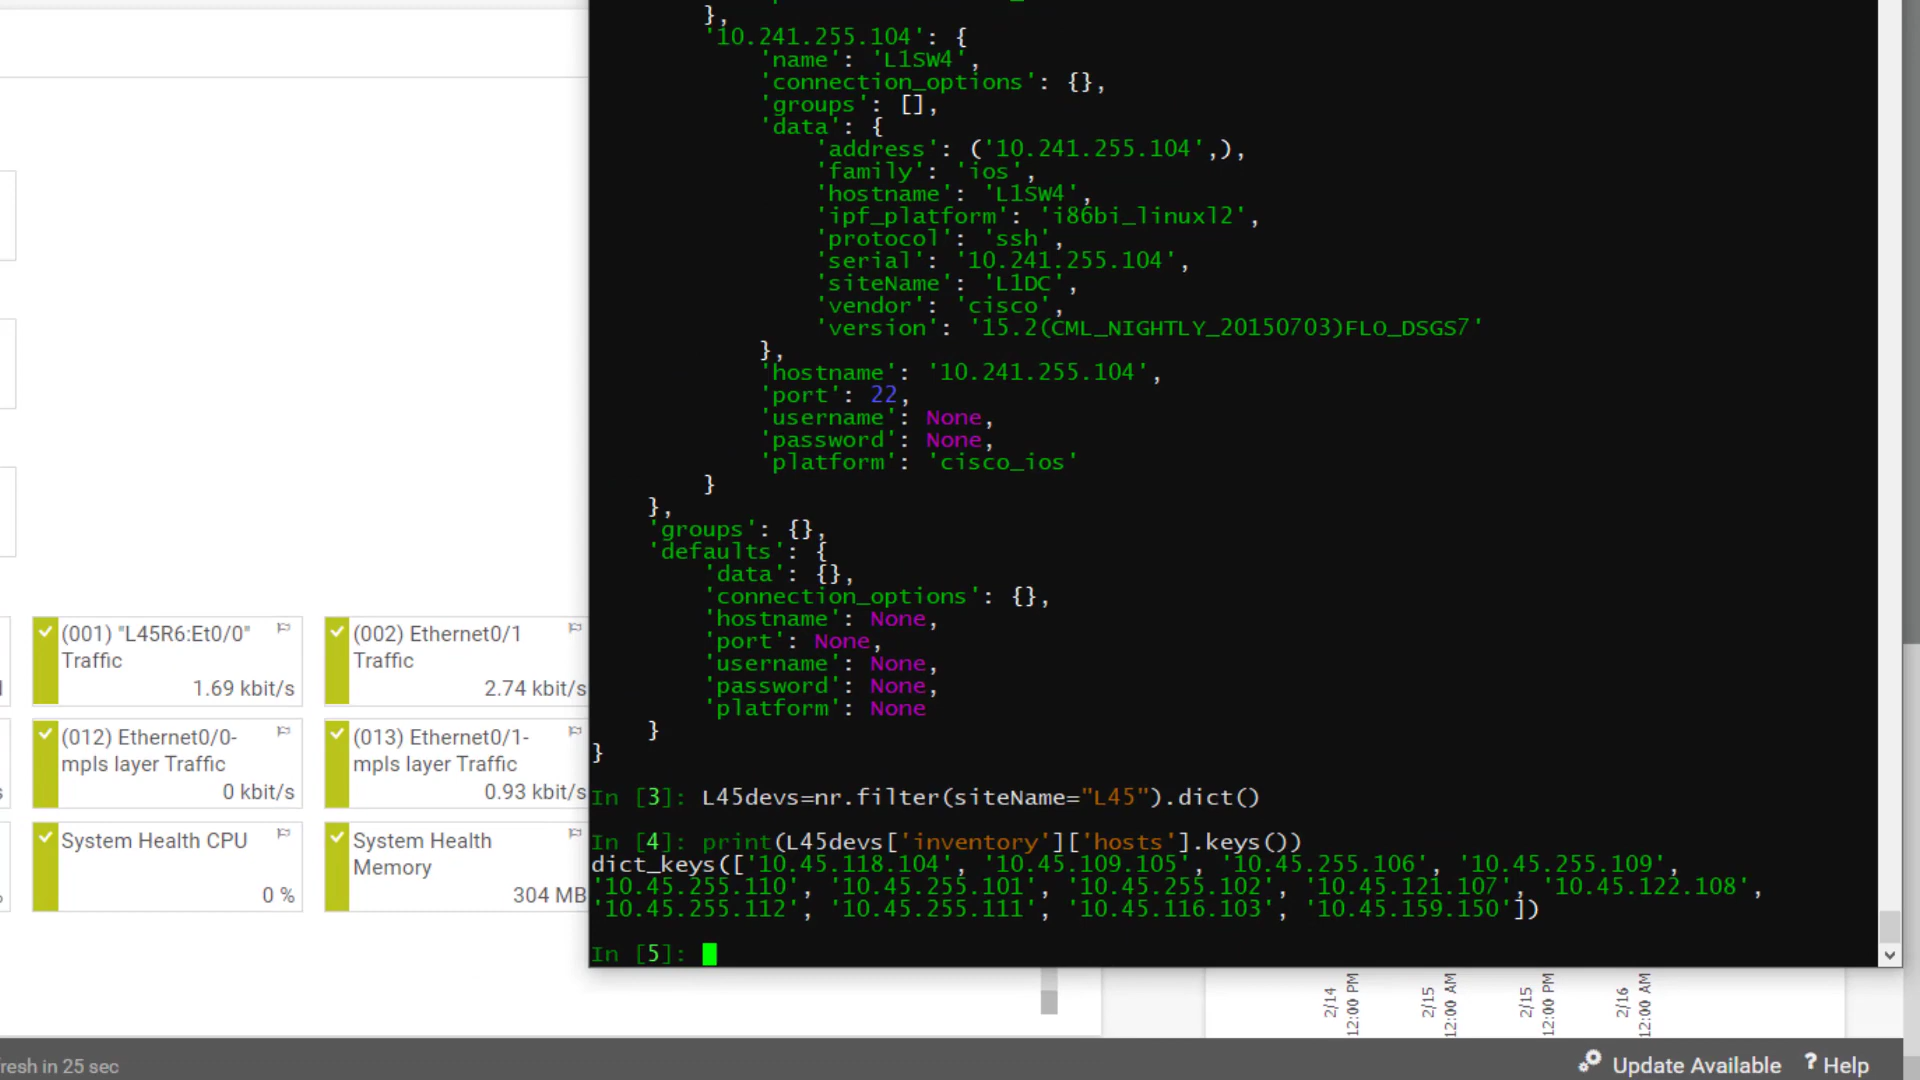 },
'10.241.255.104': {
'name': 'L1SW4',
'connection_options': {},
'groups': [],
'data': {
'address': ('10.241.255.104',),
'family': 'ios',
'hostname': 'L1SW4',
'ipf_platform': 'i86bi_linuxl2',
'protocol': 'ssh',
'serial': '10.241.255.104',
'siteName': 'L1DC',
'vendor': 'cisco',
'version': '15.2(CML_NIGHTLY_20150703)FLO_DSGS7'
},
'hostname': '10.241.255.104',
'port': 22,
'username': None,
'password': None,
'platform': 'cisco_ios'
}
},
'groups': {},
'defaults': {
'data': {},
'connection_options': {},
'hostname': None,
'port': None,
'username': None,
'password': None,
'platform': None
}
}
In [3]: L45devs=nr.filter(siteName="L45").dict()
In [4]: print(L45devs['inventory']['hosts'].keys())
dict_keys(['10.45.118.104', '10.45.109.105', '10.45.255.106', '10.45.255.109',
'10.45.255.110', '10.45.255.101', '10.45.255.102', '10.45.121.107', '10.45.122.108',
'10.45.255.112', '10.45.255.111', '10.45.116.103', '10.45.159.150'])
In [5]:
(001) "L45R6:Et0/0"
Traffic
1.69 kbit/s
(002) Ethernet0/1
Traffic
2.74 kbit/s
(012) Ethernet0/0-
mpls layer Traffic
0 kbit/s
(013) Ethernet0/1-
mpls layer Traffic
0.93 kbit/s
System Health CPU
0 %
System Health
Memory
304 MB
2/14
12:00 PM
2/15
12:00 AM
2/15
12:00 PM
2/16
12:00 AM
resh in 25 sec
Update Available
? Help